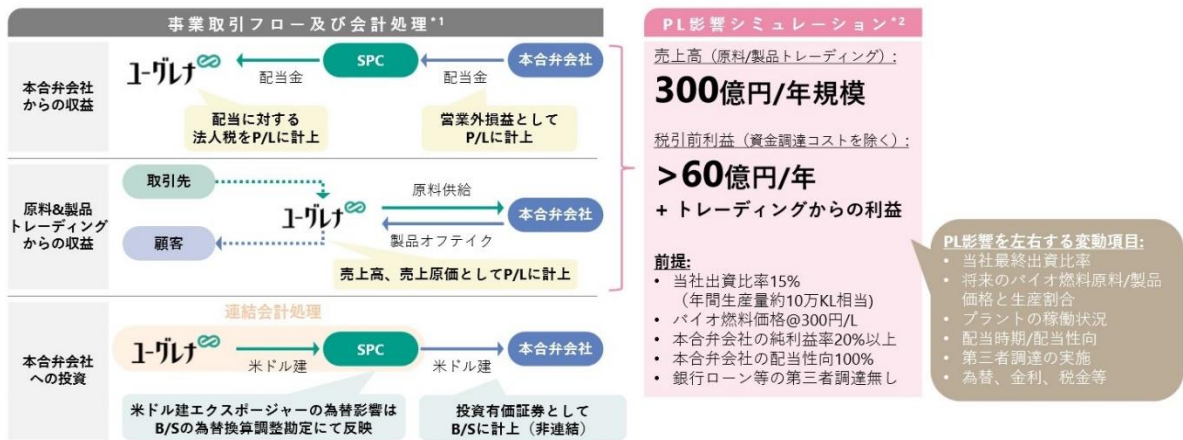 事業取引フロー及び会計処理*1
本合弁会社
からの収益
ユーグレナ
配当金
SPC
配当金
本合弁会社
配当に対する
法人税をP/Lに計上
営業外損益として
P/Lに計上
原料&製品
トレーディング
からの収益
取引先
顧客
ユーグレナ
原料供給
製品オフテイク
本合弁会社
売上高、売上原価としてP/Lに計上
本合弁会社
への投資
連結会計処理
ユーグレナ
米ドル建
SPC
米ドル建
本合弁会社
米ドル建エクスポージャーの為替影響は
B/Sの為替換算調整勘定にて反映
投資有価証券として
B/Sに計上（非連結）
PL影響シミュレーション*2
売上高（原料/製品トレーディング）:
300億円/年規模
税引前利益（資金調達コストを除く）:
>60億円/年
+ トレーディングからの利益
前提:
• 当社出資比率15%
（年間生産量約10万KL相当）
• バイオ燃料価格@300円/L
• 本合弁会社の純利益率20%以上
• 本合弁会社の配当性向100%
• 銀行ローン等の第三者調達無し
PL影響を左右する変動項目:
• 当社最終出資比率
• 将来のバイオ燃料原料/製品
価格と生産割合
• プラントの稼働状況
• 配当時期/配当性向
• 第三者調達の実施
• 為替、金利、税金等